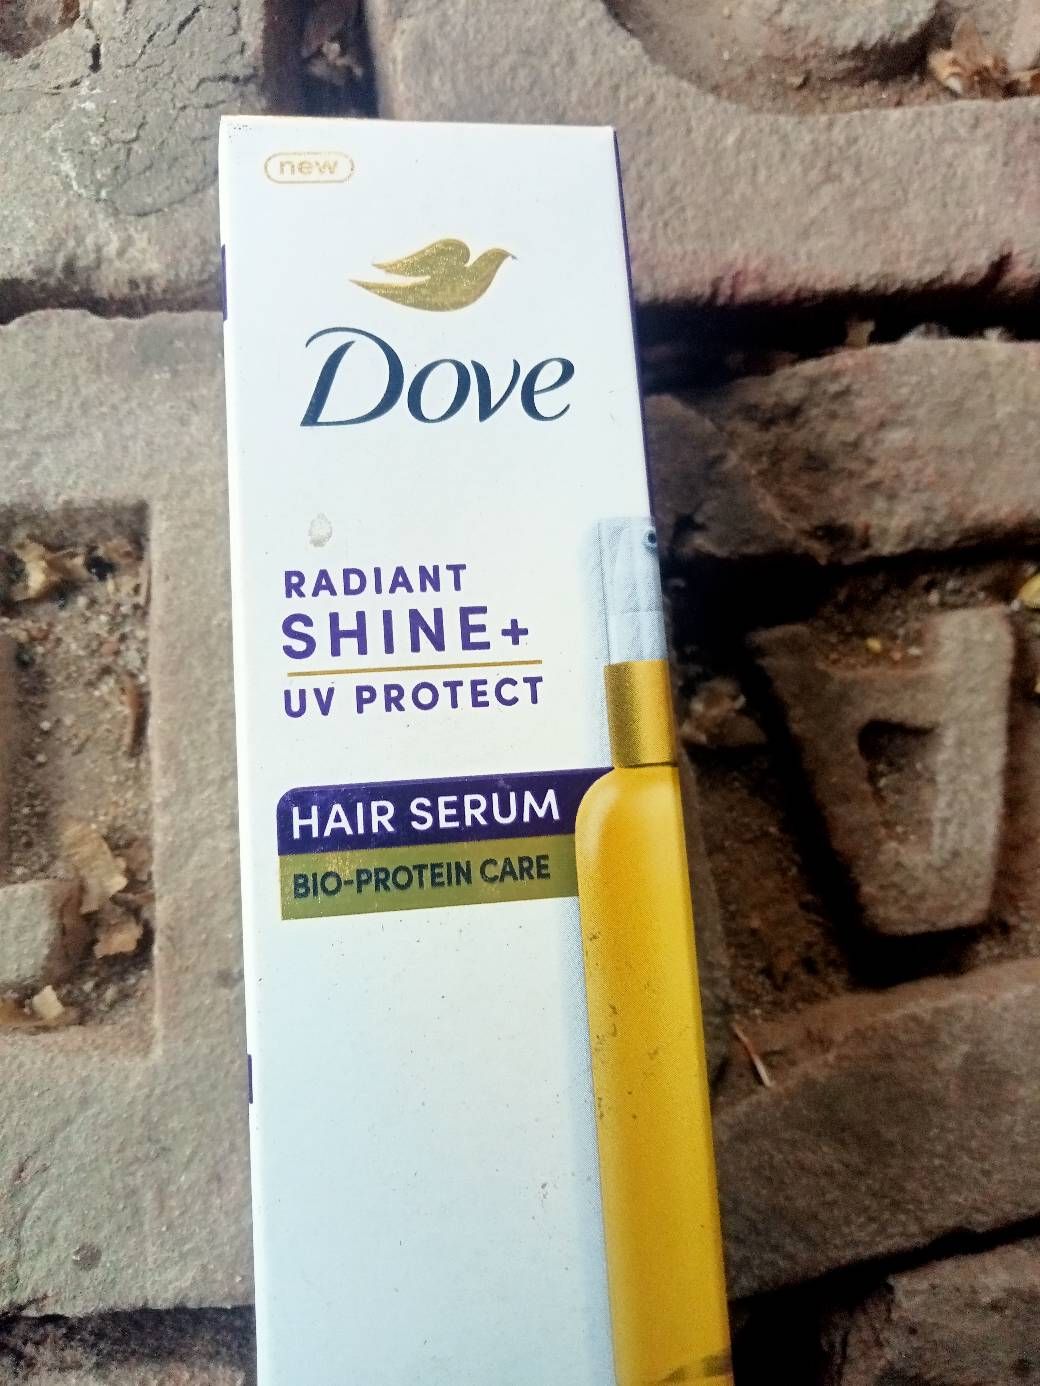 new
Dove
RADIANT
SHINE+
UV PROTECT
HAIR SERUM
BIO-PROTEIN CARE